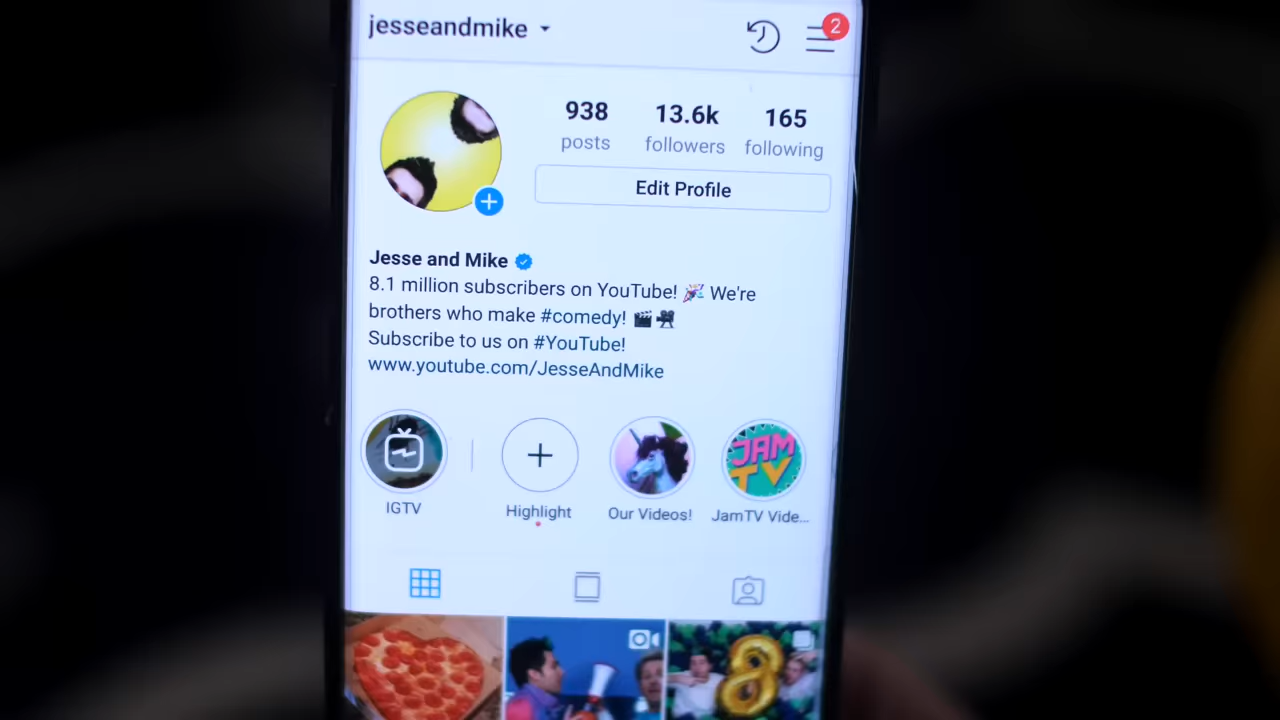 jesseandmike
2
938 13.6k 165
posts followers following
Edit Profile
Jesse and Mike
8.1 million subscribers on YouTube! 🎉 We're
brothers who make #comedy! 🎬🎥
Subscribe to us on #YouTube!
www.youtube.com/JesseAndMike
JAM
TV
IGTV Highlight Our Videos! JamTV Vide...
8